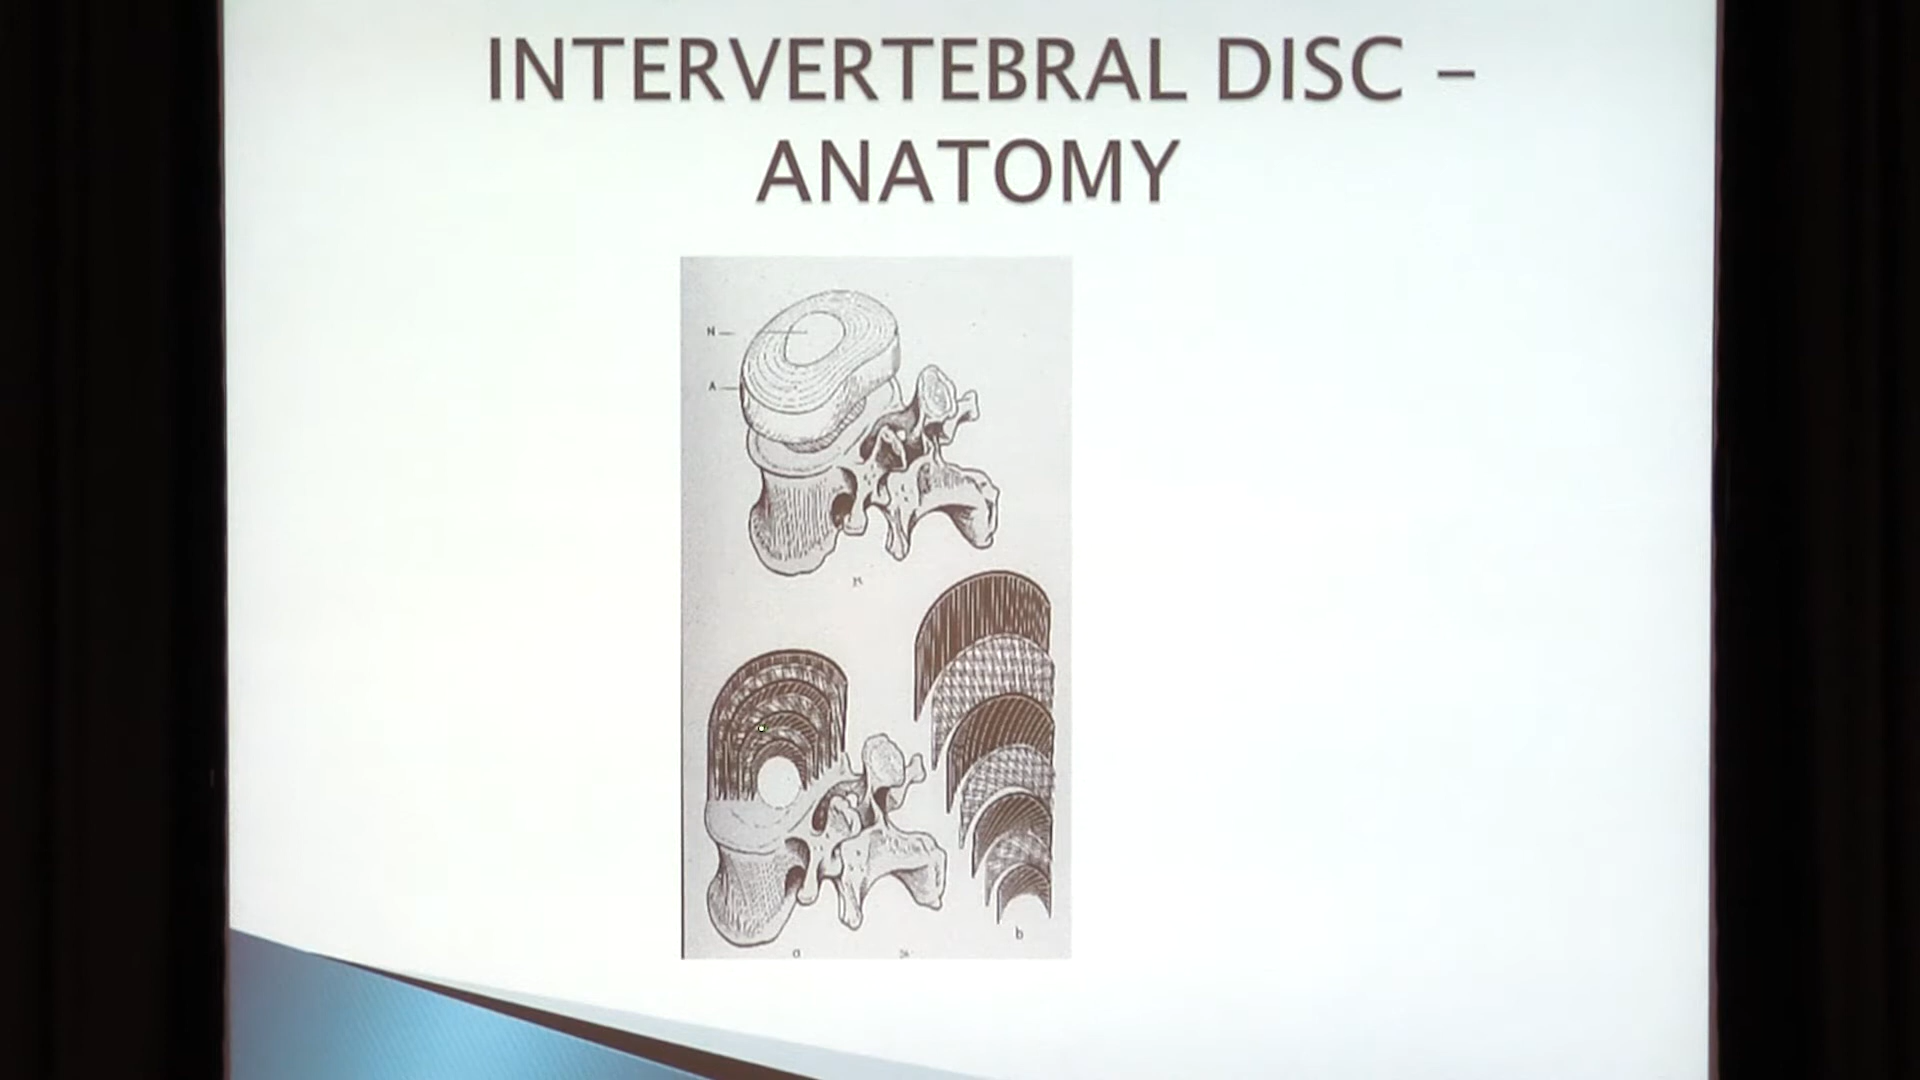 INTERVERTEBRAL DISC –
ANATOMY
N
A
a
b